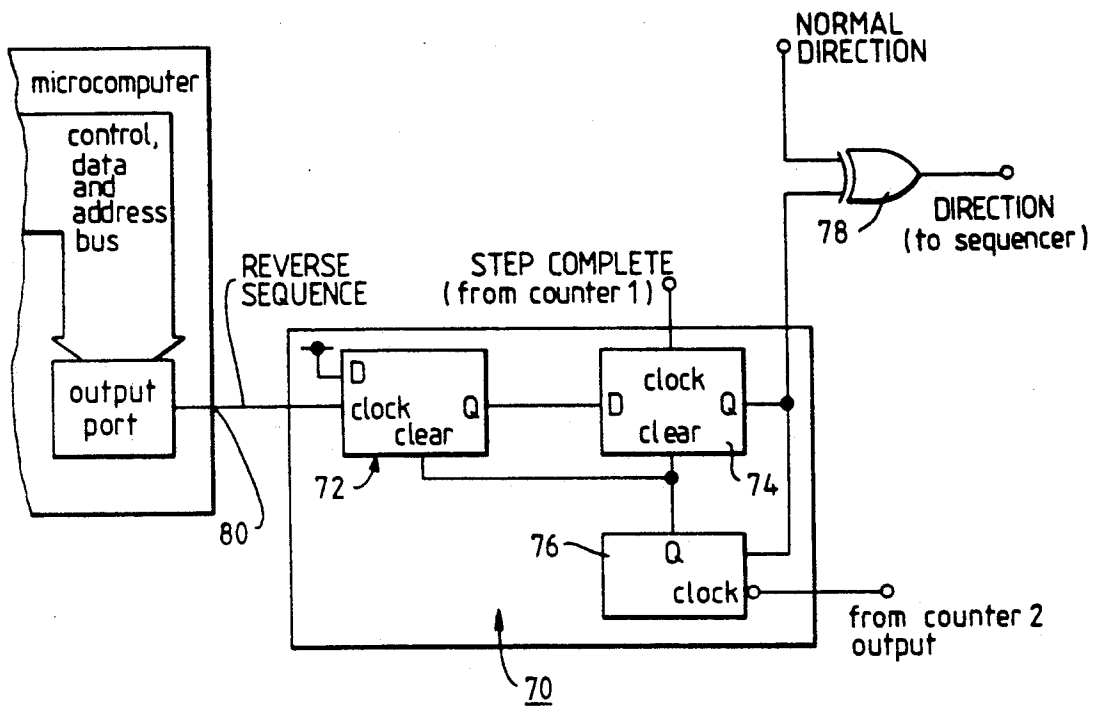 microcomputer
control,
data
and
address
bus
output
port
REVERSE
SEQUENCE
80
STEP COMPLETE
(from counter 1)
NORMAL
DIRECTION
78
DIRECTION
(to sequencer)
D
clock
Q
clear
72
clock
D
Q
clear
74
76
Q
clock
from counter 2
output
70